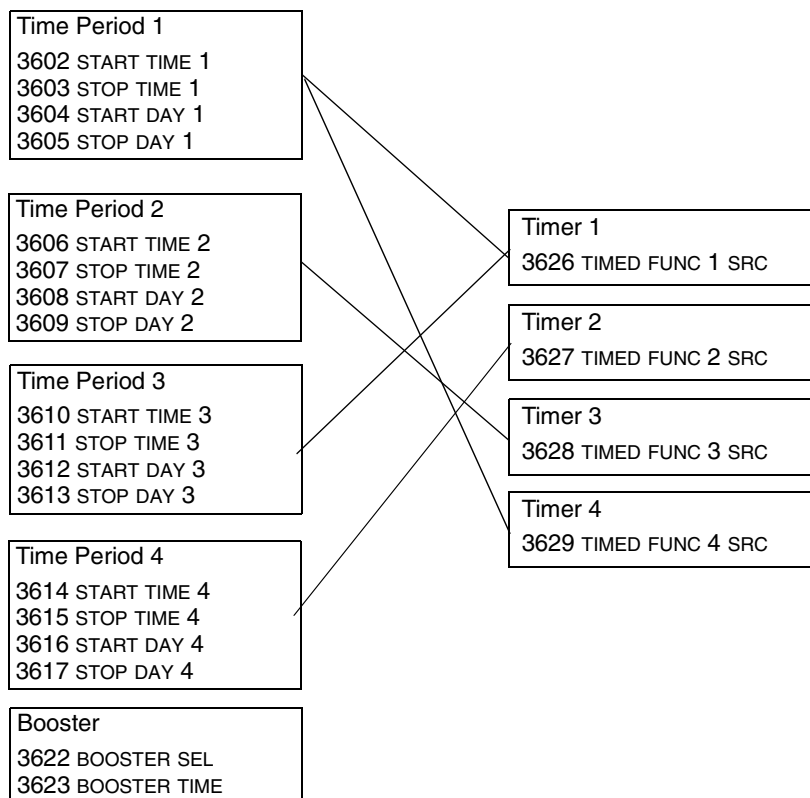 Time Period 1
3602 START TIME 1
3603 STOP TIME 1
3604 START DAY 1
3605 STOP DAY 1
Time Period 2
3606 START TIME 2
3607 STOP TIME 2
3608 START DAY 2
3609 STOP DAY 2
Time Period 3
3610 START TIME 3
3611 STOP TIME 3
3612 START DAY 3
3613 STOP DAY 3
Time Period 4
3614 START TIME 4
3615 STOP TIME 4
3616 START DAY 4
3617 STOP DAY 4
Booster
3622 BOOSTER SEL
3623 BOOSTER TIME
Timer 1
3626 TIMED FUNC 1 SRC
Timer 2
3627 TIMED FUNC 2 SRC
Timer 3
3628 TIMED FUNC 3 SRC
Timer 4
3629 TIMED FUNC 4 SRC